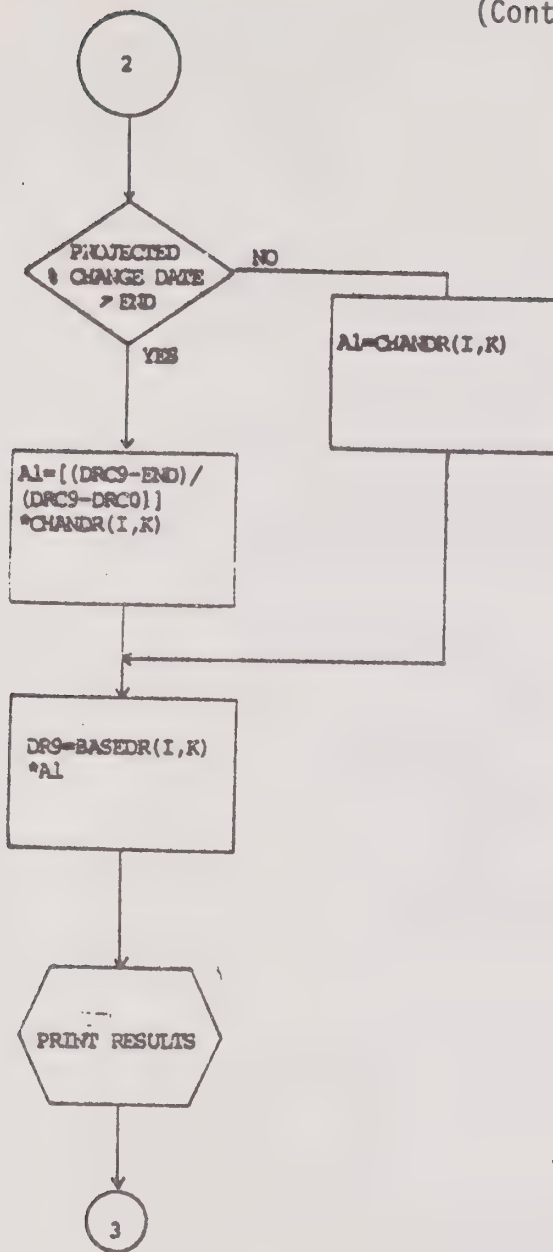 (Cont
2
PROJECTED
% CHANGE DATE
> END
NO
YES
A1=CHANDR(I,K)
A1=[(DRC9-END)/
(DRC9-DRC0)]
*CHANDR(I,K)
DR9=BASEDR(I,K)
*A1
PRINT RESULTS
3